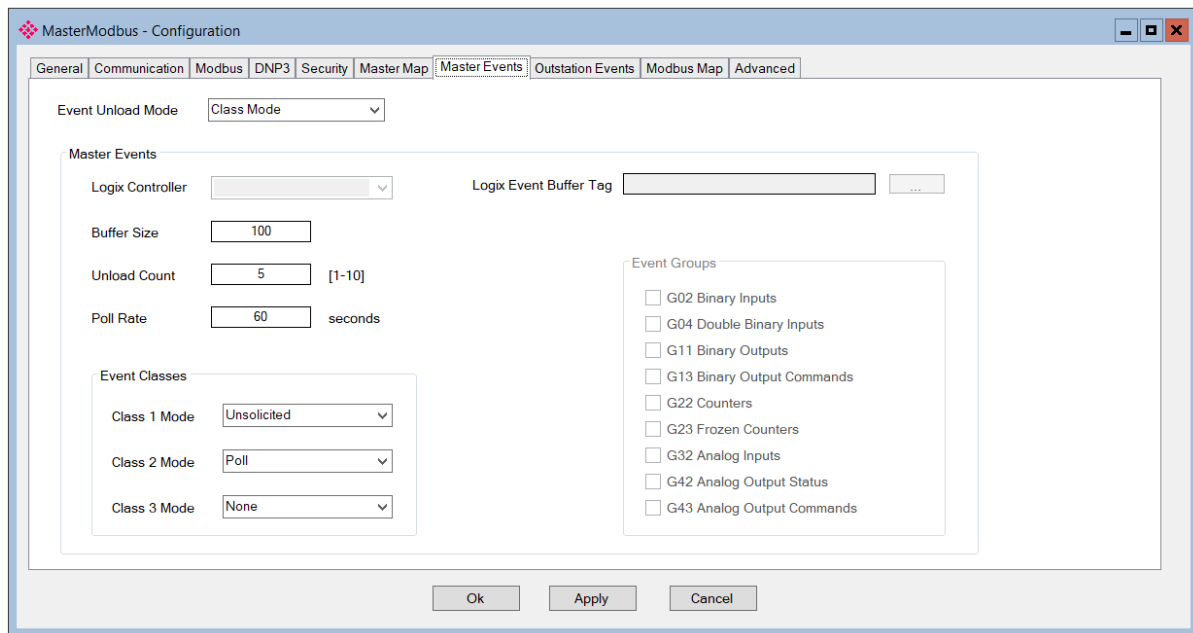 MasterModbus - Configuration
General Communication Modbus DNP3 Security Master Map Master Events Outstation Events Modbus Map Advanced
Event Unload Mode Class Mode
Master Events
Logix Controller Logix Event Buffer Tag ...
Buffer Size 100
Unload Count 5 [1-10]
Poll Rate 60 seconds
Event Classes
Class 1 Mode Unsolicited
Class 2 Mode Poll
Class 3 Mode None
Event Groups
G02 Binary Inputs
G04 Double Binary Inputs
G11 Binary Outputs
G13 Binary Output Commands
G22 Counters
G23 Frozen Counters
G32 Analog Inputs
G42 Analog Output Status
G43 Analog Output Commands
Ok Apply Cancel